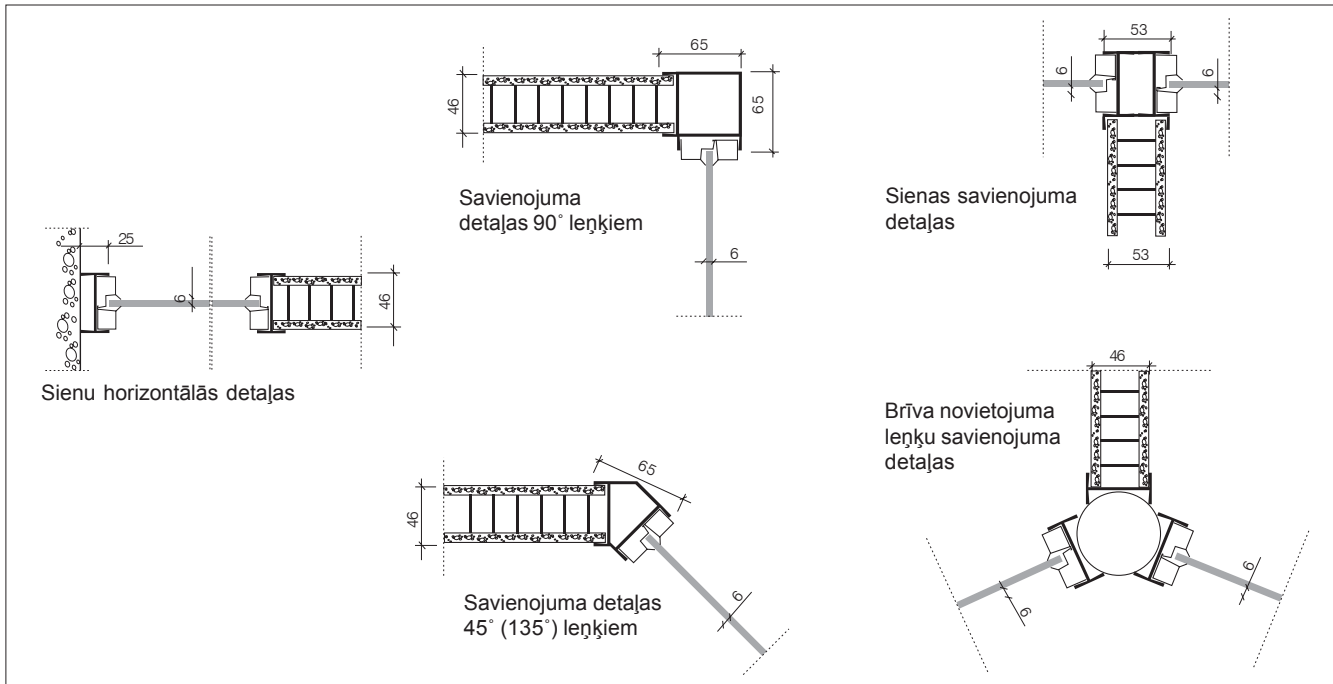 65
46
65
6
Savienojuma
detaļas 90˚ leņķiem
53
6
6
53
Sienas savienojuma
detaļas
25
6
46
Sienu horizontālās detaļas
65
46
6
Savienojuma detaļas
45˚ (135˚) leņķiem
46
6
6
Brīva novietojuma
leņķu savienojuma
detaļas